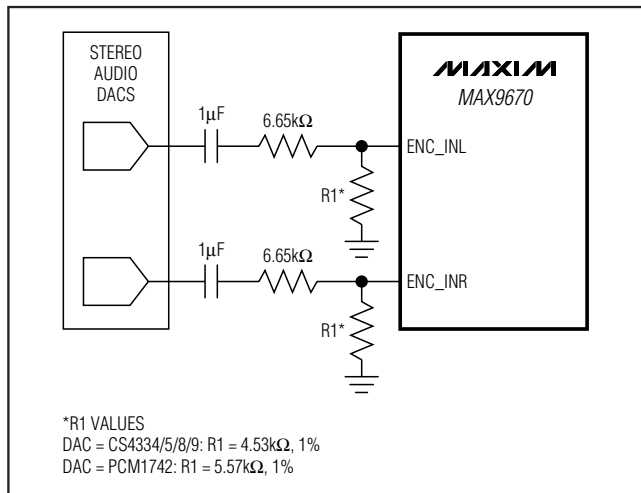 STEREO
AUDIO
DACS
MAXIM
MAX9670
1µF
6.65kΩ
ENC_INL
R1*
1µF
6.65kΩ
ENC_INR
R1*
*R1 VALUES
DAC = CS4334/5/8/9: R1 = 4.53kΩ, 1%
DAC = PCM1742: R1 = 5.57kΩ, 1%